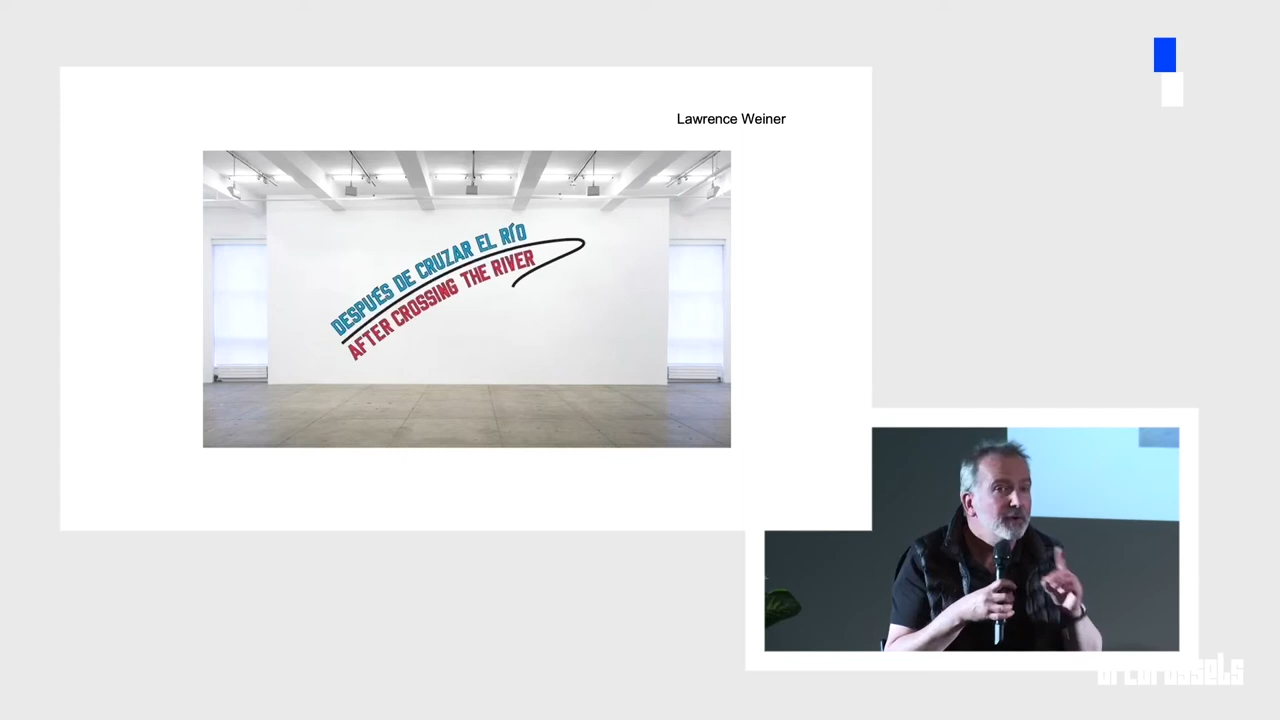 Lawrence Weiner
DESPUÉS DE CRUZAR EL RÍO
AFTER CROSSING THE RIVER